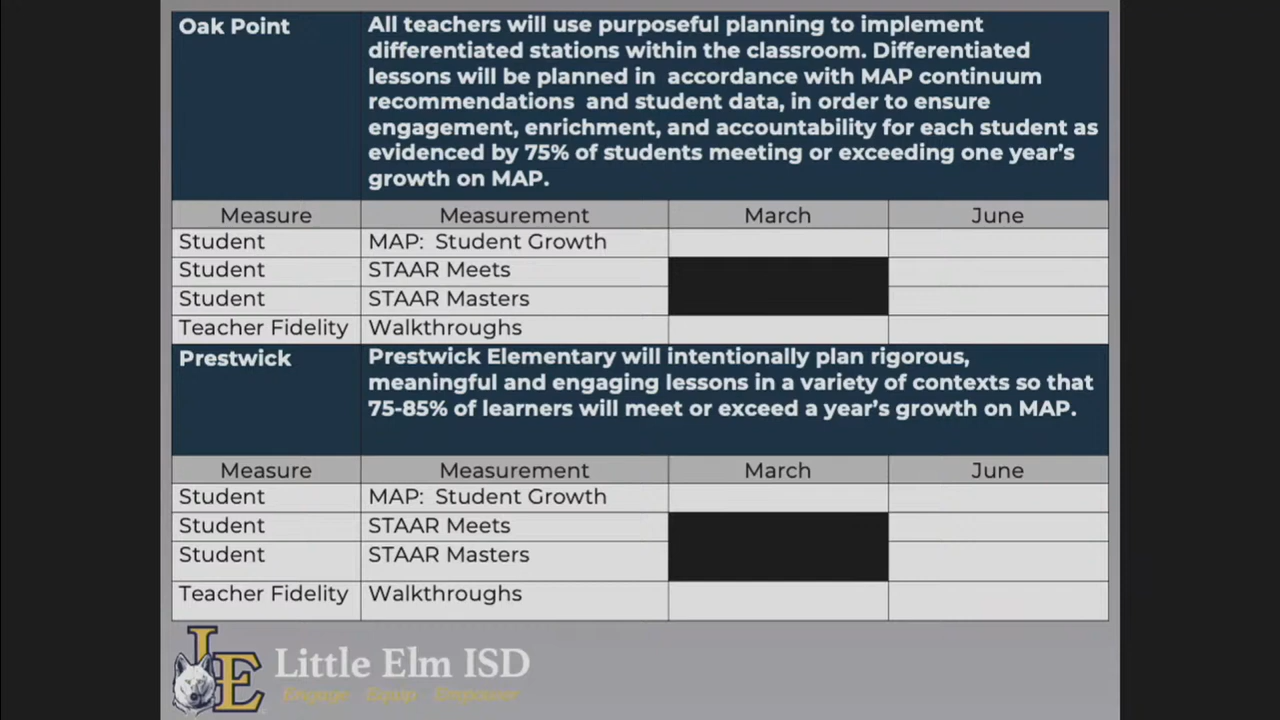 Oak Point
All teachers will use purposeful planning to implement
differentiated stations within the classroom. Differentiated
lessons will be planned in accordance with MAP continuum
recommendations and student data, in order to ensure
engagement, enrichment, and accountability for each student as
evidenced by 75% of students meeting or exceeding one year's
growth on MAP.
Measure Measurement March June
Student MAP: Student Growth
Student STAAR Meets
Student STAAR Masters
Teacher Fidelity Walkthroughs
Prestwick
Prestwick Elementary will intentionally plan rigorous,
meaningful and engaging lessons in a variety of contexts so that
75-85% of learners will meet or exceed a year's growth on MAP.
Measure Measurement March June
Student MAP: Student Growth
Student STAAR Meets
Student STAAR Masters
Teacher Fidelity Walkthroughs
LE
Little Elm ISD
Engage Equip Empower